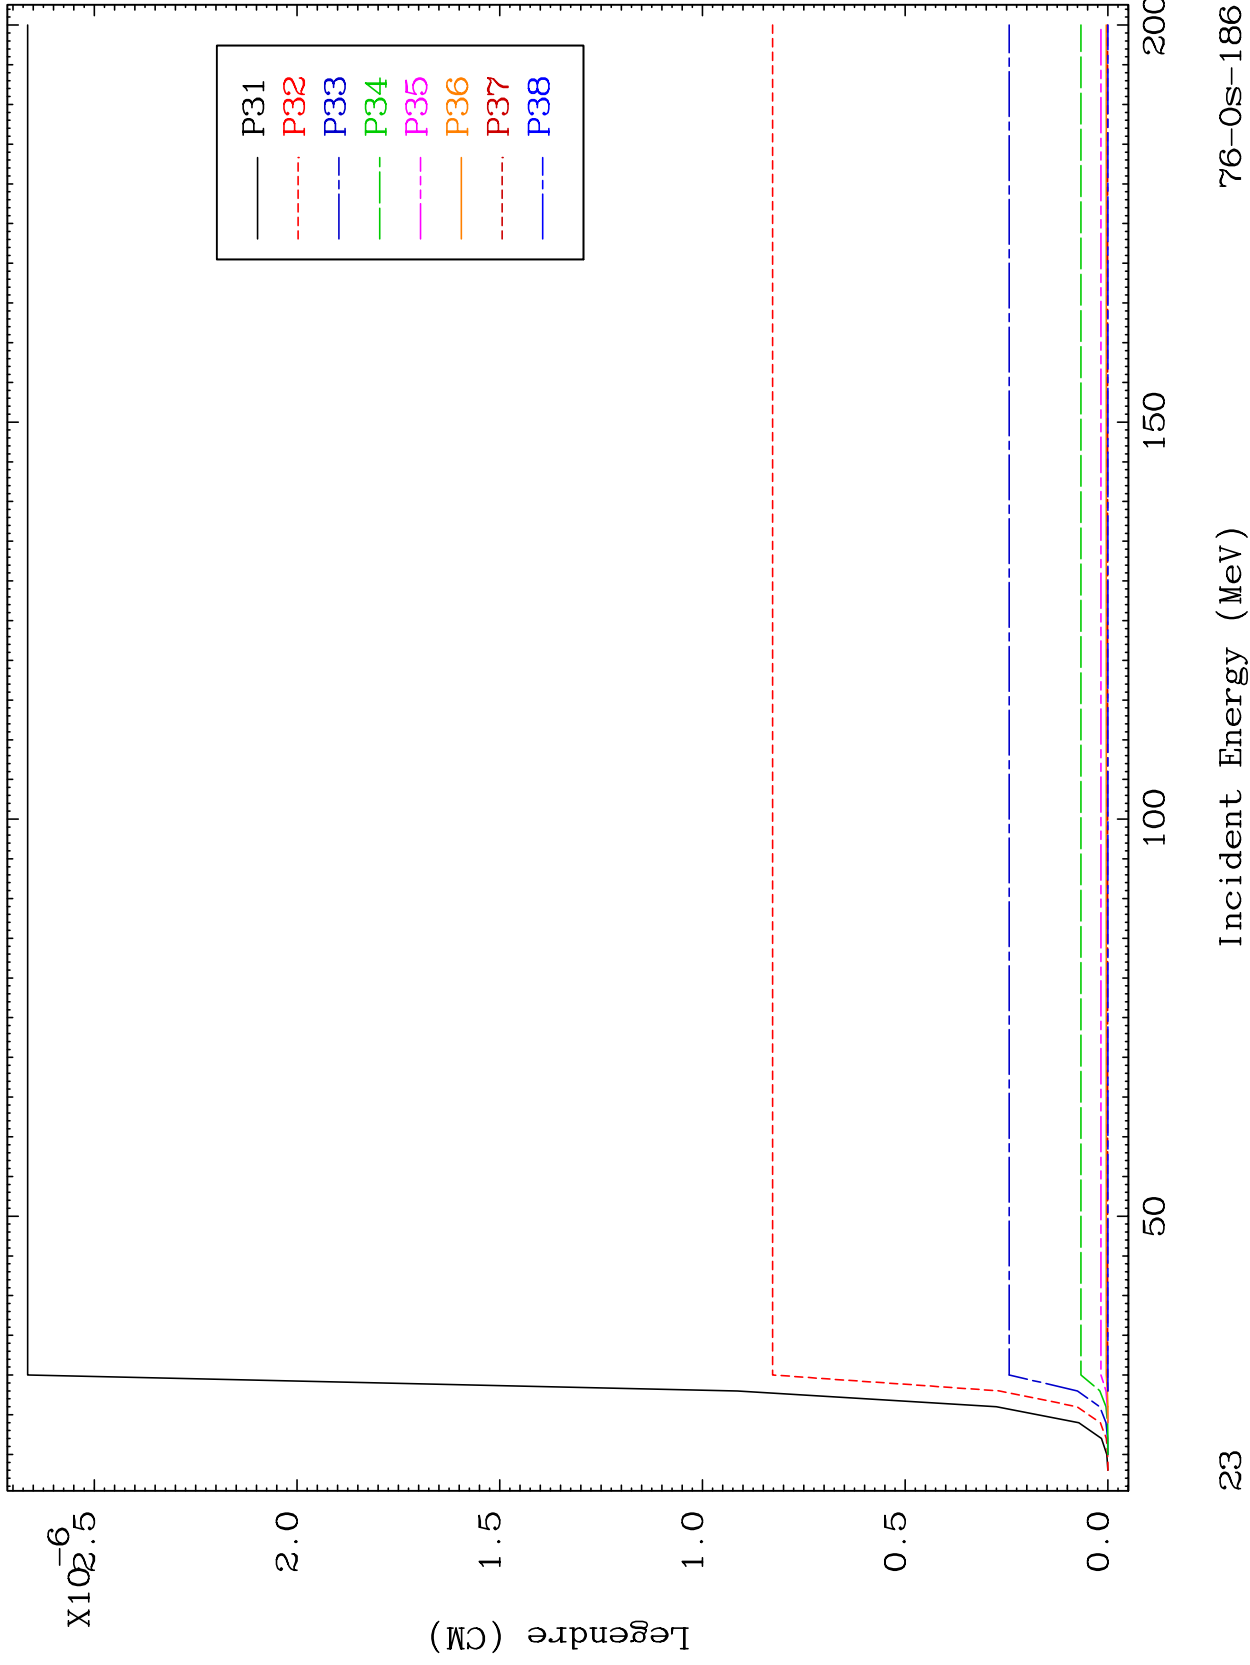 X10-6
2.5
2.0
1.5
1.0
0.5
0.0
Legendre (CM)
P31
P32
P33
P34
P35
P36
P37
P38
50
100
150
200
23
Incident Energy (MeV)
76-Os-186